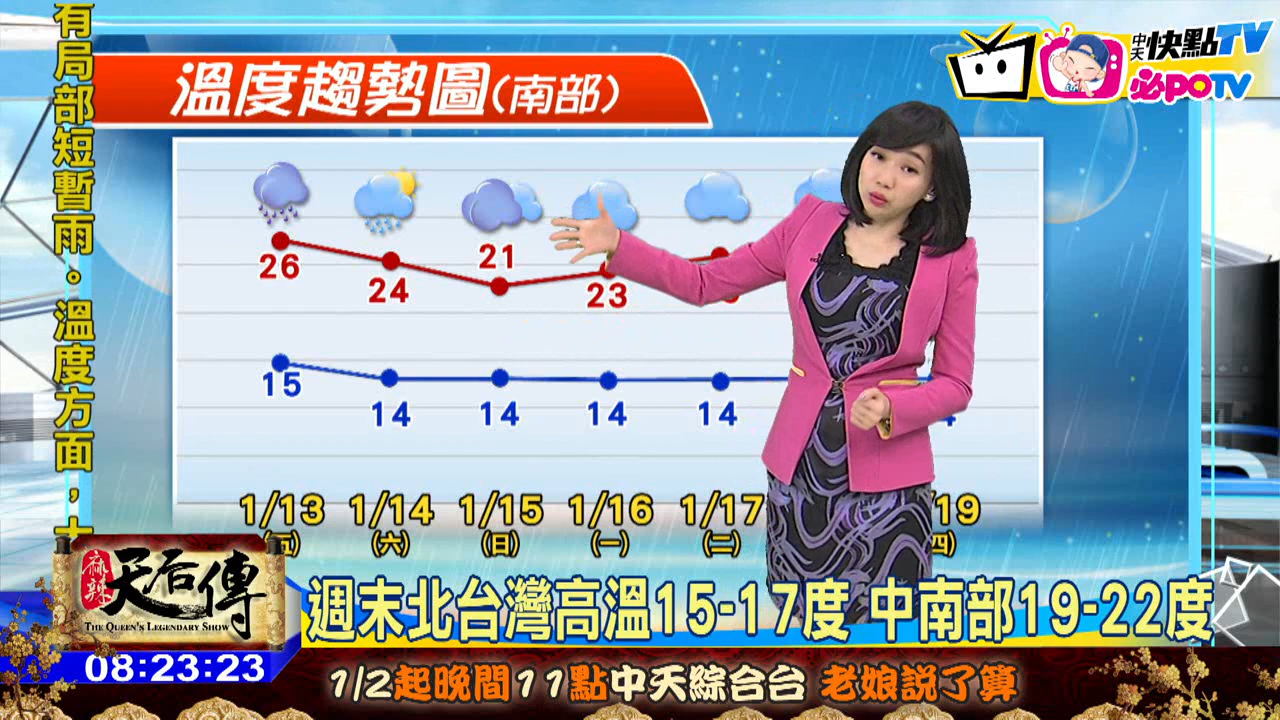 有局部短暫雨。溫度方面，
溫度趨勢圖(南部)
中天快點TV
必POTV
26 24 21 23
15 14 14 14 14
1/13 1/14 1/15 1/16 1/17 /19
(五) (六) (日) (一) (二) 四)
麻辣
天后傳
THE QUEEN'S LEGENDARY SHOW
週末北台灣高溫15-17度 中南部19-22度
08:23:23
1/2起晚間11點中天綜合台 老娘說了算